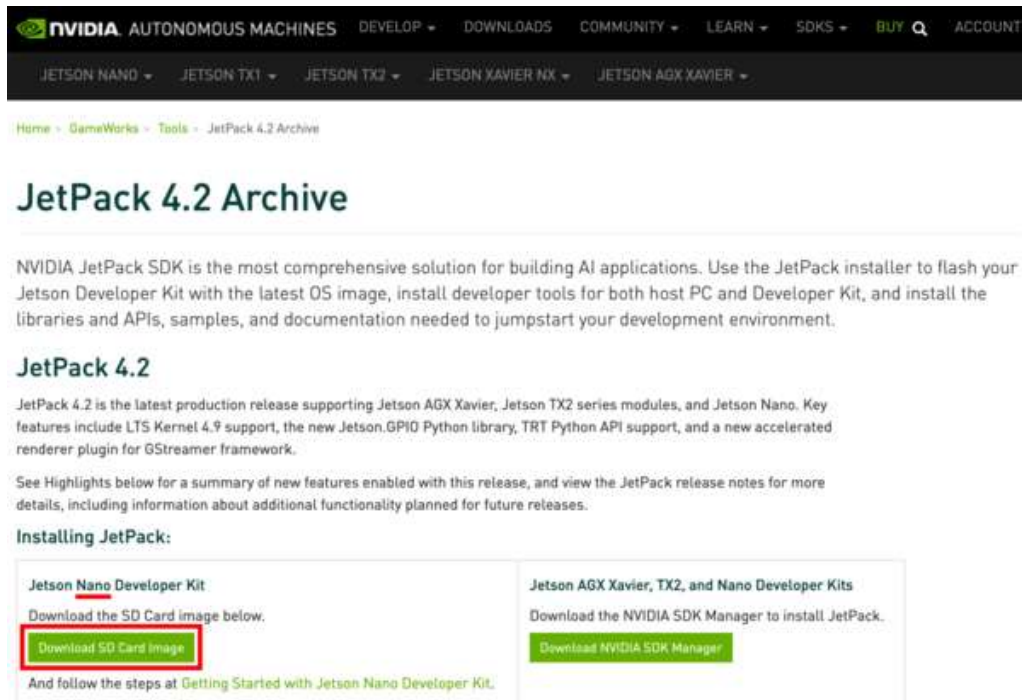 NVIDIA. AUTONOMOUS MACHINES DEVELOP DOWNLOADS COMMUNITY LEARN SDKS BUY ACCOUNT
JETSON NANO JETSON TX1 JETSON TX2 JETSON XAVIER NX JETSON AGX XAVIER
Home > GameWorks > Tools > JetPack 4.2 Archive
JetPack 4.2 Archive
NVIDIA JetPack SDK is the most comprehensive solution for building AI applications. Use the JetPack installer to flash your
Jetson Developer Kit with the latest OS image, install developer tools for both host PC and Developer Kit, and install the
libraries and APIs, samples, and documentation needed to jumpstart your development environment.
JetPack 4.2
JetPack 4.2 is the latest production release supporting Jetson AGX Xavier, Jetson TX2 series modules, and Jetson Nano. Key
features include LTS Kernel 4.9 support, the new Jetson.GPIO Python library, TRT Python API support, and a new accelerated
renderer plugin for GStreamer framework.
See Highlights below for a summary of new features enabled with this release, and view the JetPack release notes for more
details, including information about additional functionality planned for future releases.
Installing JetPack:
Jetson Nano Developer Kit
Download the SD Card image below.
Download SD Card Image
And follow the steps at Getting Started with Jetson Nano Developer Kit.
Jetson AGX Xavier, TX2, and Nano Developer Kits
Download the NVIDIA SDK Manager to install JetPack.
Download NVIDIA SDK Manager